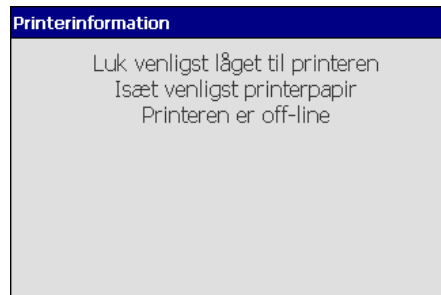 Printerinformation
Luk venligst låget til printeren
Isæt venligst printerpapir
Printeren er off-line